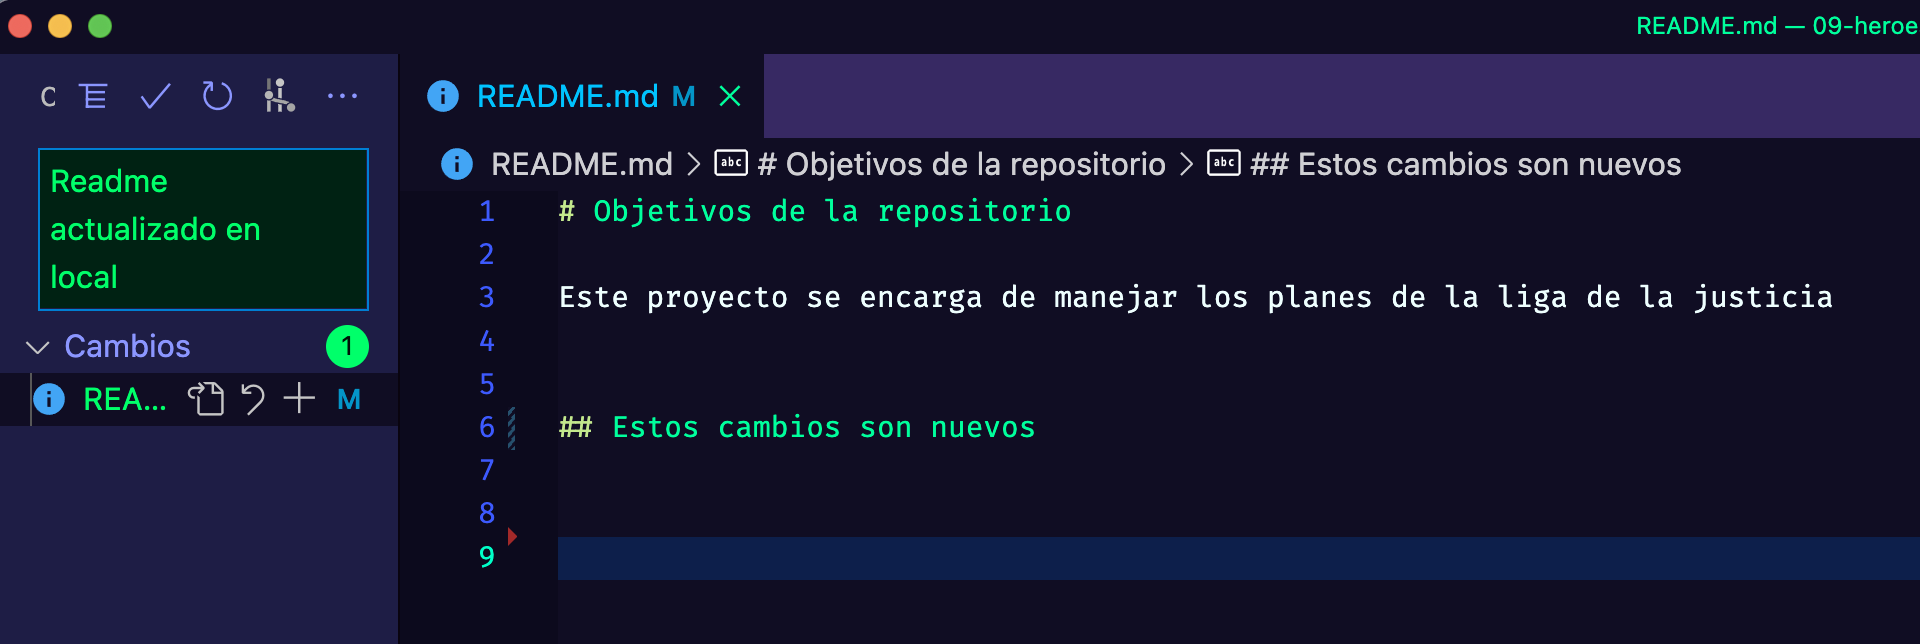 README.md — 09-heroe
README.md M
README.md > # Objetivos de la repositorio > ## Estos cambios son nuevos
Readme
actualizado en
local
Cambios 1
REA... M
1 # Objetivos de la repositorio
2
3 Este proyecto se encarga de manejar los planes de la liga de la justicia
4
5
6 ## Estos cambios son nuevos
7
8
9